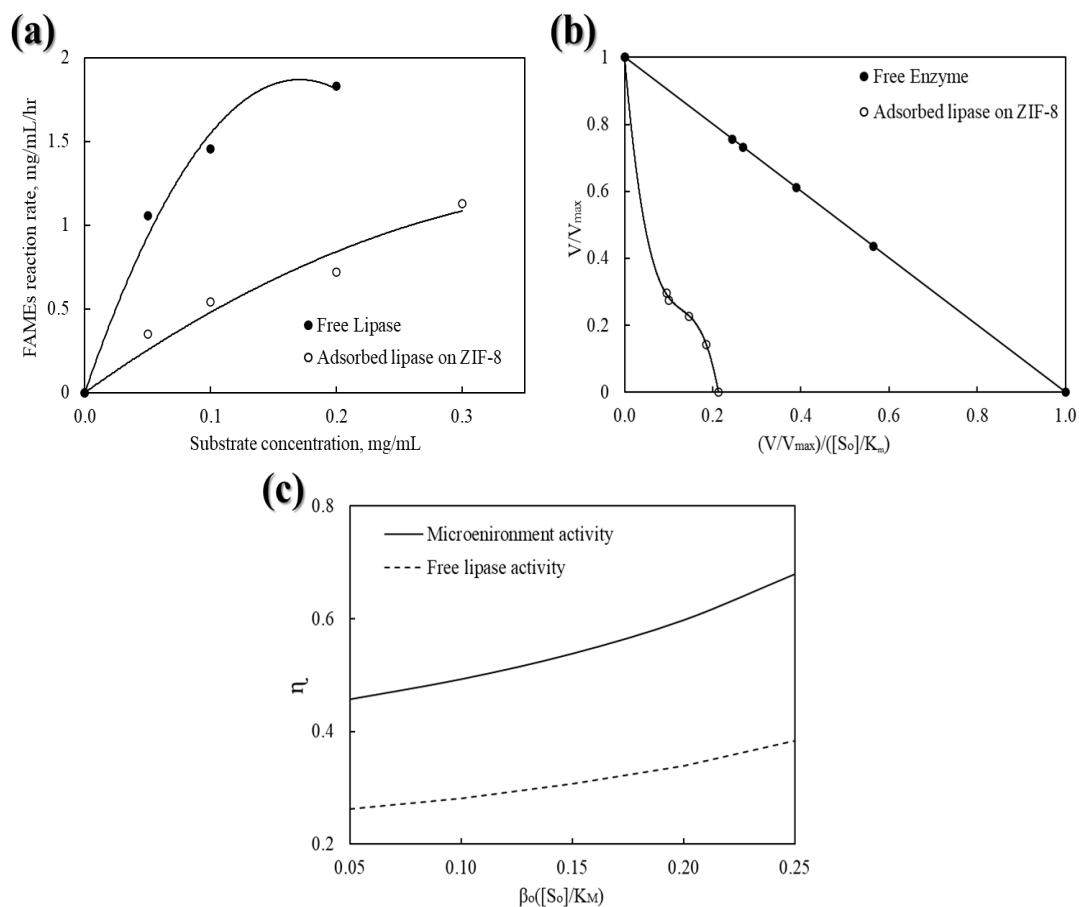 (a)
FAMEs reaction rate, mg/mL/hr
2
1.5
1
0.5
0
0.0 0.1 0.2 0.3
Substrate concentration, mg/mL
Free Lipase
Adsorbed lipase on ZIF-8
(b)
V/Vmax
1
0.8
0.6
0.4
0.2
0
0.0 0.2 0.4 0.6 0.8 1.0
(V/Vmax)/([So]/Km)
Free Enzyme
Adsorbed lipase on ZIF-8
(c)
η
0.8
0.6
0.4
0.2
0.05 0.10 0.15 0.20 0.25
βo([So]/KM)
Microenironment activity
Free lipase activity